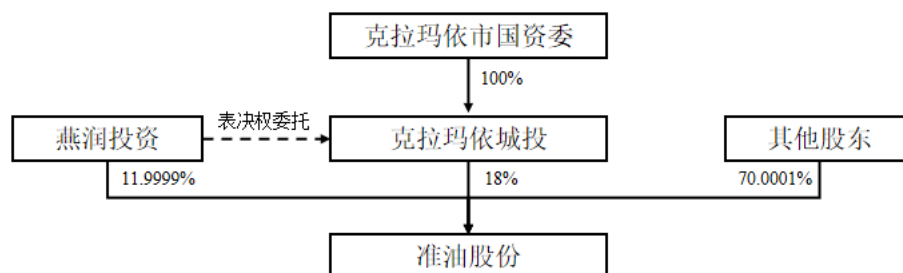 克拉玛依市国资委
100%
表决权委托
燕润投资
克拉玛依城投
其他股东
11.9999%
18%
70.0001%
准油股份